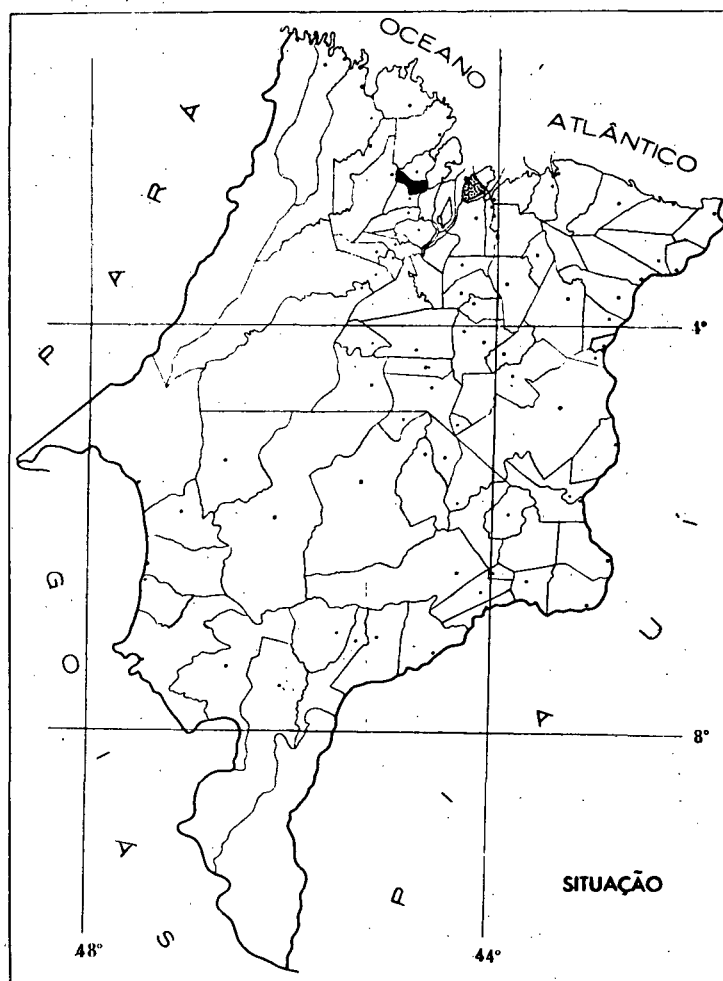 OCEANO
ATLÂNTICO
PARÁ
4°
GOIÁS
PIAUÍ
8°
SITUAÇÃO
48°
44°